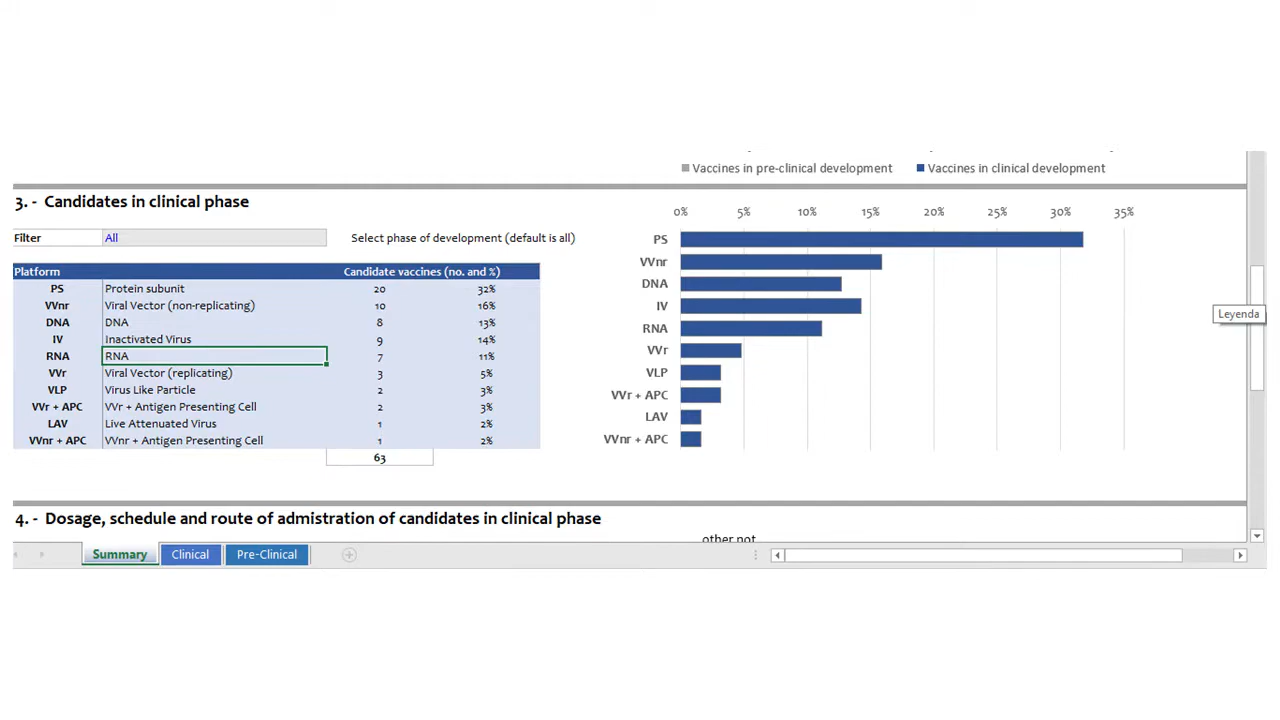 Vaccines in pre-clinical development Vaccines in clinical development
3. - Candidates in clinical phase
Filter All Select phase of development (default is all)
Platform Candidate vaccines (no. and %)
PS Protein subunit 20 32%
VVnr Viral Vector (non-replicating) 10 16%
DNA DNA 8 13%
IV Inactivated Virus 9 14%
RNA RNA 7 11%
VVr Viral Vector (replicating) 3 5%
VLP Virus Like Particle 2 3%
VVr + APC VVr + Antigen Presenting Cell 2 3%
LAV Live Attenuated Virus 1 2%
VVnr + APC VVnr + Antigen Presenting Cell 1 2%
63
0% 5% 10% 15% 20% 25% 30% 35%
PS
VVnr
DNA
IV
RNA
VVr
VLP
VVr + APC
LAV
VVnr + APC
Leyenda
4. - Dosage, schedule and route of admistration of candidates in clinical phase
other not
Summary Clinical Pre-Clinical